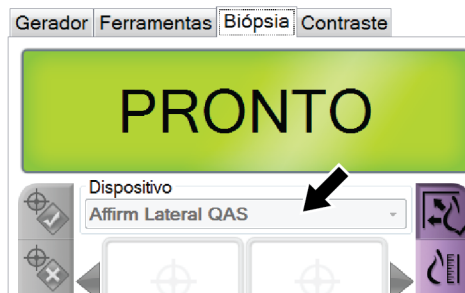 Gerador Ferramentas Biópsia Contraste
PRONTO
Dispositivo
Affirm Lateral QAS